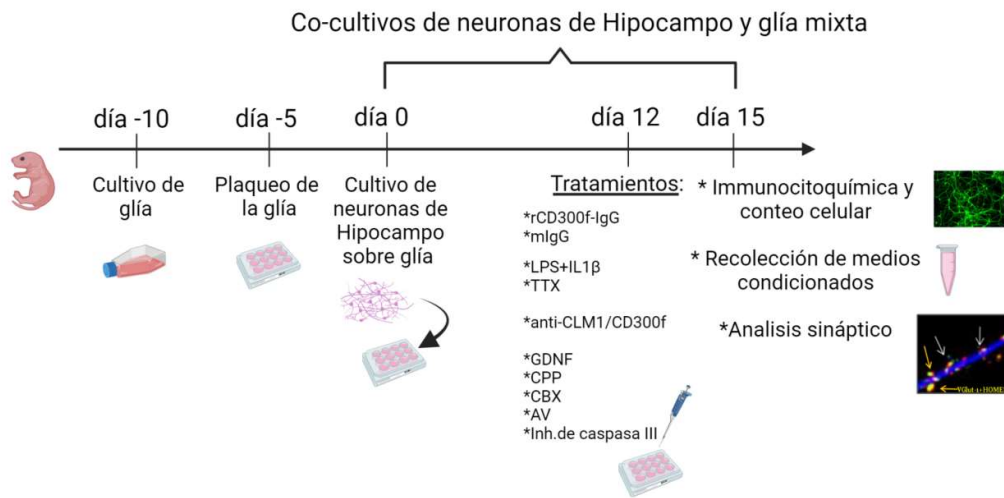 Co-cultivos de neuronas de Hipocampo y glía mixta
día -10
día -5
día 0
día 12
día 15
Cultivo de
glía
Plaqueo de
la glía
Cultivo de
neuronas de
Hipocampo
sobre glía
Tratamientos:
*rCD300f-IgG
*mIgG
*LPS+IL1β
*TTX
*anti-CLM1/CD300f
*GDNF
*CPP
*CBX
*AV
*Inh.de caspasa III
* Immunocitoquímica y
conteo celular
* Recolección de medios
condicionados
*Analisis sináptico